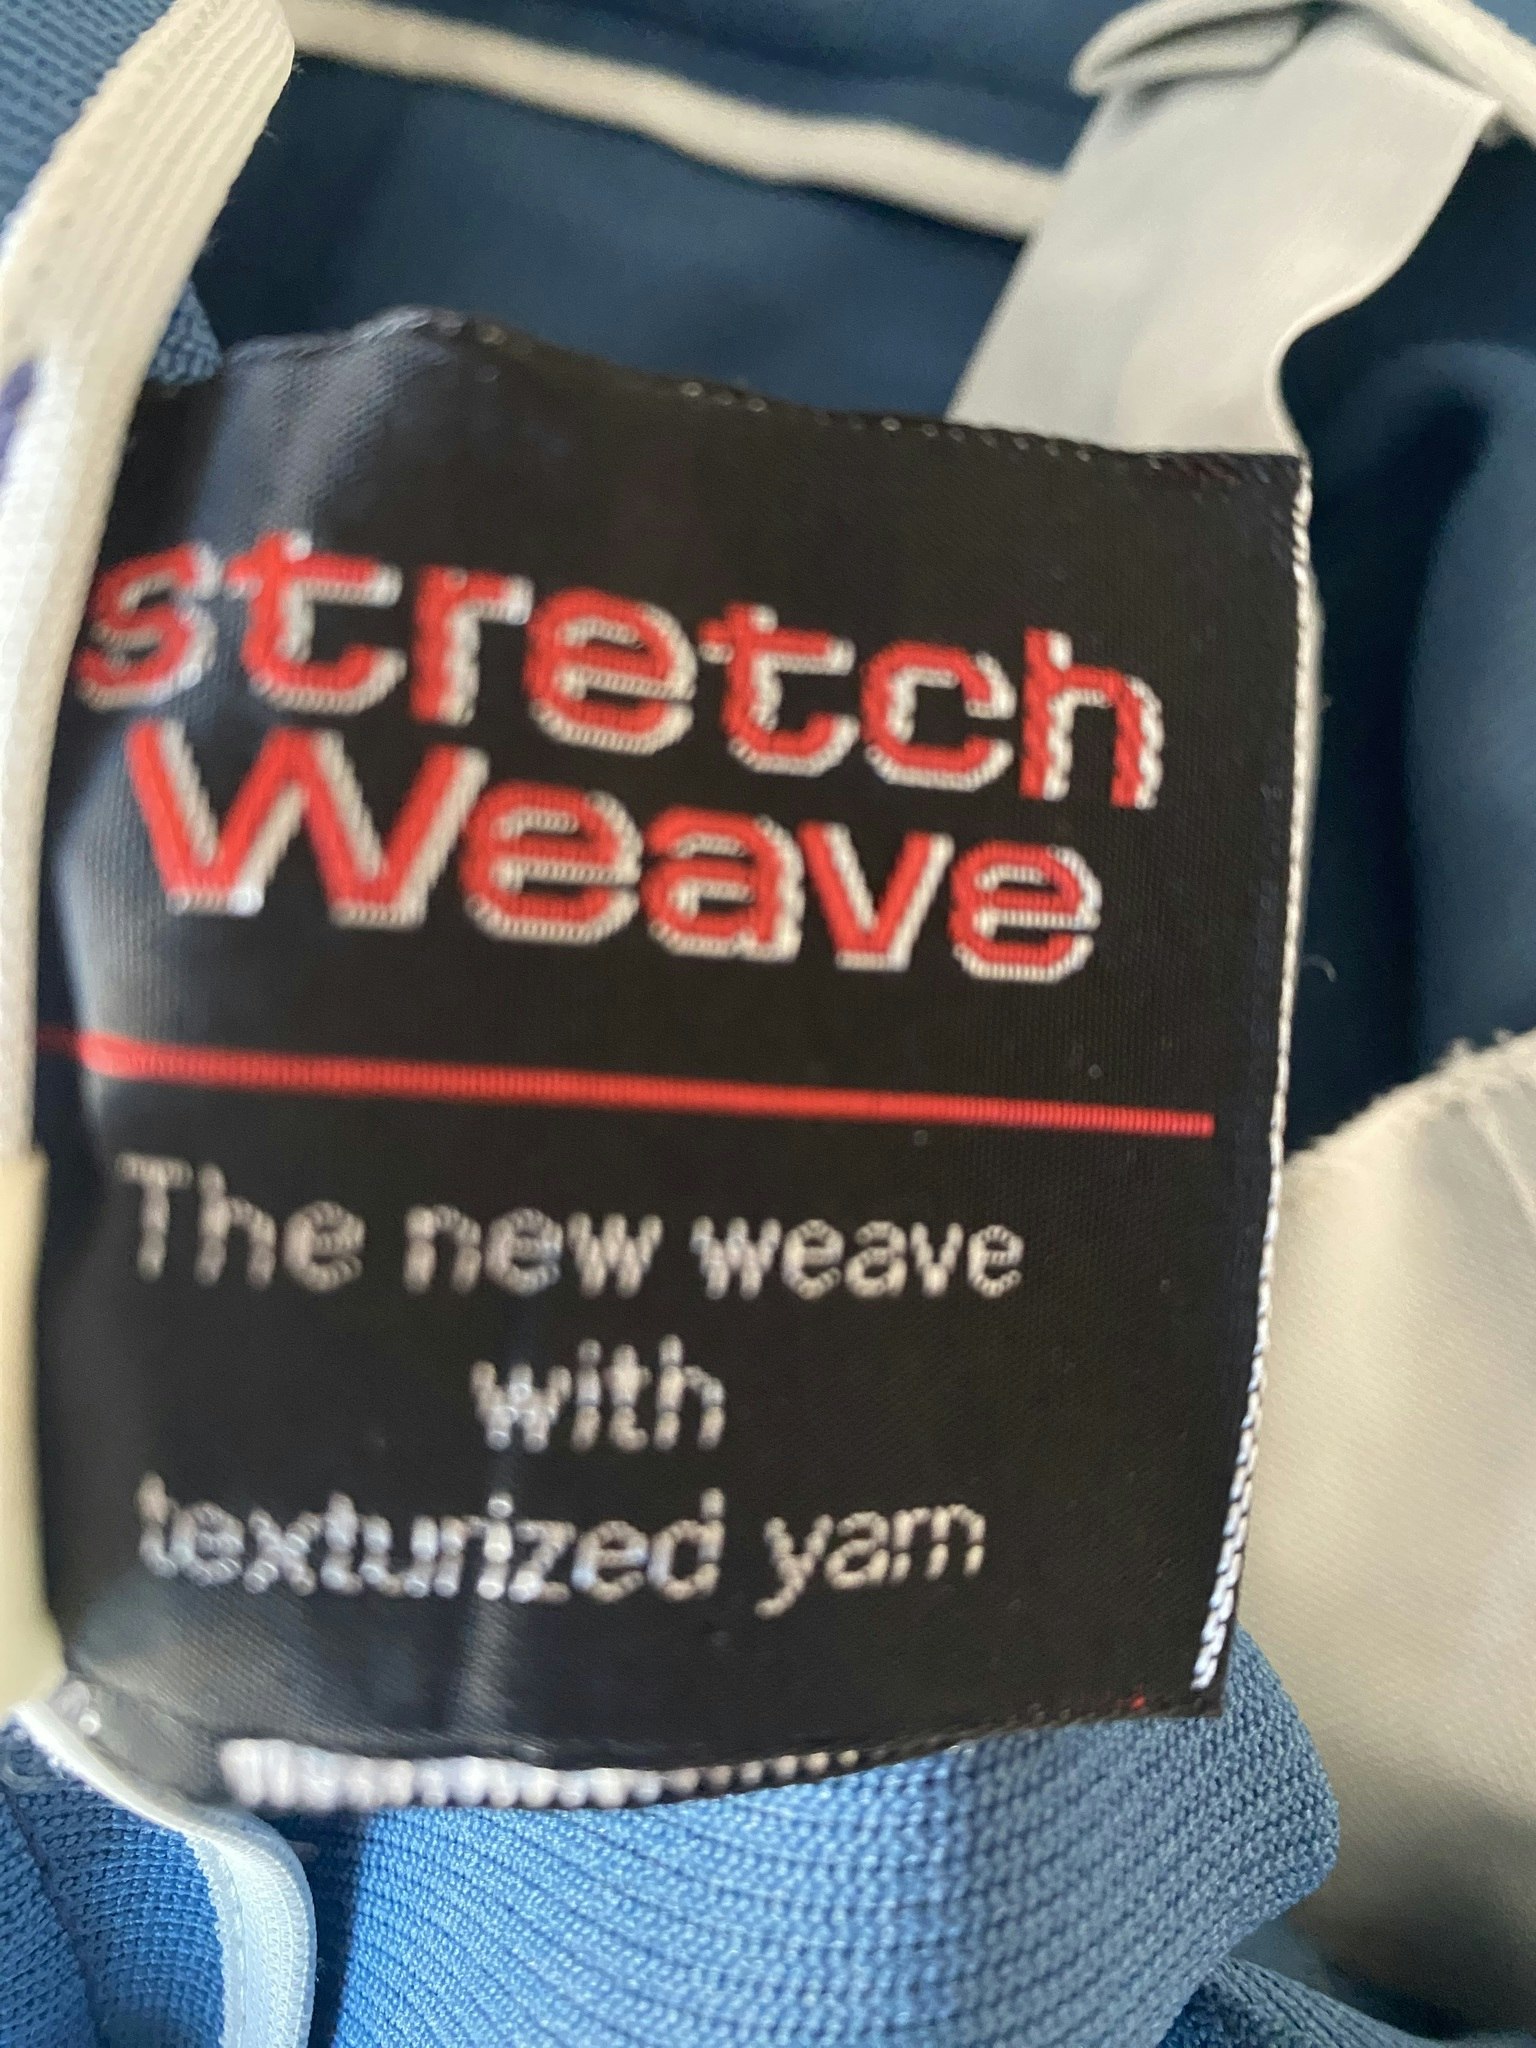 stretch
Weave
The new weave
with
texturized yarn